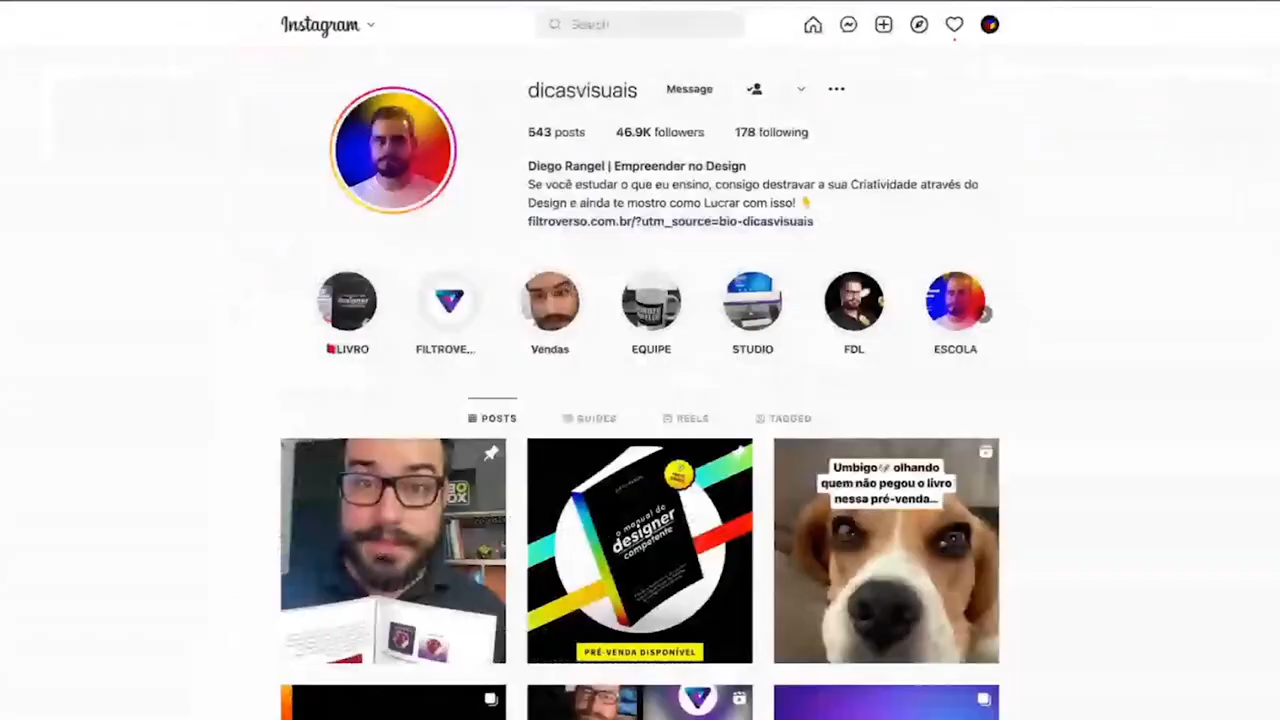 Instagram
Search
dicasvisuais
Message
543 posts
46.9K followers
178 following
Diego Rangel | Empreender no Design
Se você estudar o que eu ensino, consigo destravar a sua Criatividade através do
Design e ainda te mostro como Lucrar com isso! 👇
filtroverso.com.br/?utm_source=bio-dicasvisuais
LIVRO
FILTROVE...
Vendas
EQUIPE
STUDIO
FDL
ESCOLA
POSTS
GUIDES
REELS
TAGGED
o manual do
designer
competente
PRÉ-VENDA DISPONÍVEL
Umbigo olhando
quem não pegou o livro
nessa pré-venda...